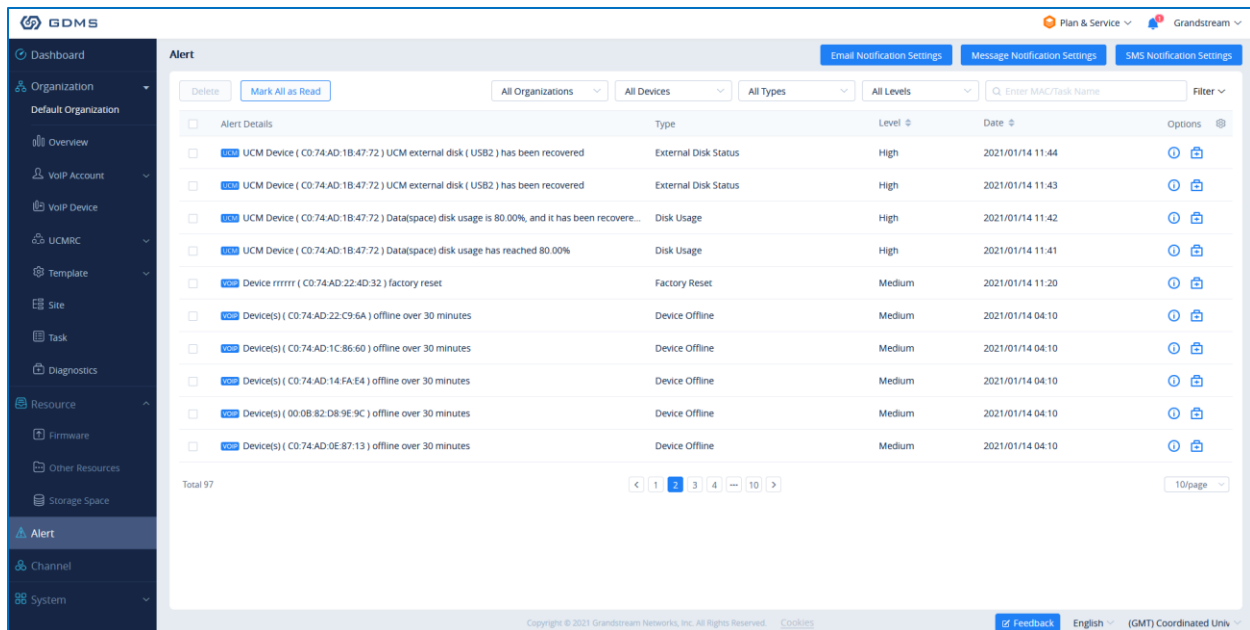 GDMS
Plan & Service
Grandstream
Dashboard
Alert
Email Notification Settings
Message Notification Settings
SMS Notification Settings
Organization
Default Organization
Delete
Mark All as Read
All Organizations
All Devices
All Types
All Levels
Enter MAC/Task Name
Filter
Alert Details
Type
Level
Date
Options
Overview
UCM UCM Device ( C0:74:AD:1B:47:72 ) UCM external disk ( USB2 ) has been recovered
External Disk Status
High
2021/01/14 11:44
VoIP Account
UCM UCM Device ( C0:74:AD:1B:47:72 ) UCM external disk ( USB2 ) has been recovered
External Disk Status
High
2021/01/14 11:43
VoIP Device
UCM UCM Device ( C0:74:AD:1B:47:72 ) Data(space) disk usage is 80.00%, and it has been recovere...
Disk Usage
High
2021/01/14 11:42
UCMRC
UCM UCM Device ( C0:74:AD:1B:47:72 ) Data(space) disk usage has reached 80.00%
Disk Usage
High
2021/01/14 11:41
Template
VOIP Device rrrrrr ( C0:74:AD:22:4D:32 ) factory reset
Factory Reset
Medium
2021/01/14 11:20
Site
VOIP Device(s) ( C0:74:AD:22:C9:6A ) offline over 30 minutes
Device Offline
Medium
2021/01/14 04:10
Task
VOIP Device(s) ( C0:74:AD:1C:86:60 ) offline over 30 minutes
Device Offline
Medium
2021/01/14 04:10
Diagnostics
VOIP Device(s) ( C0:74:AD:14:FA:E4 ) offline over 30 minutes
Device Offline
Medium
2021/01/14 04:10
Resource
VOIP Device(s) ( 00:0B:82:D8:9E:9C ) offline over 30 minutes
Device Offline
Medium
2021/01/14 04:10
Firmware
VOIP Device(s) ( C0:74:AD:0E:87:13 ) offline over 30 minutes
Device Offline
Medium
2021/01/14 04:10
Other Resources
Storage Space
Total 97
< 1 2 3 4 ··· 10 >
10/page
Alert
Channel
System
Copyright © 2021 Grandstream Networks, Inc. All Rights Reserved. Cookies
Feedback
English
(GMT) Coordinated Univ